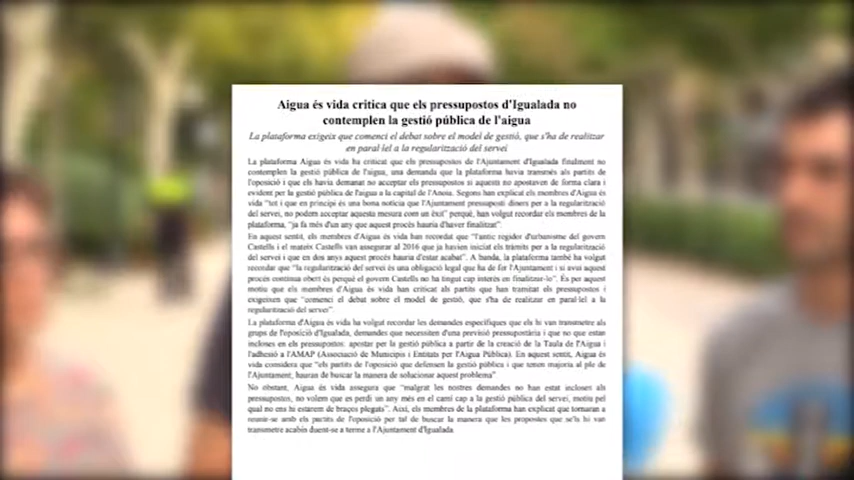 Aigua és vida critica que els pressupostos d'Igualada no
contemplen la gestió pública de l'aigua
La plataforma exigeix que comenci el debat sobre el model de gestió, que s'ha de realitzar
en paral·lel a la regularització del servei
La plataforma Aigua és vida ha criticat que els pressupostos de l'Ajuntament d'Igualada finalment no
contemplen la gestió pública de l'aigua, una demanda que la plataforma havia transmès als partits de
l'oposició i que els havia demanat no acceptar els pressupostos si aquests no apostaven de forma clara i
evident per la gestió pública de l'aigua a la capital de l'Anoia. Segons han explicat els membres d'Aigua és
vida "tot i que en principi és una bona notícia que l'Ajuntament pressuposti diners per a la regularització
del servei, no podem acceptar aquesta mesura com un èxit" perquè, han volgut recordar els membres de la
plataforma, "ja fa més d'un any que aquest procés hauria d'haver finalitzat".
En aquest sentit, els membres d'Aigua és vida han recordat que "l'antic regidor d'urbanisme del govern
Castells i el mateix Castells van assegurar al 2016 que ja havien iniciat els tràmits per a la regularització
del servei i que en dos anys aquest procés hauria d'estar acabat". A banda, la plataforma també ha volgut
recordar que "la regularització del servei és una obligació legal que ha de fer l'Ajuntament i si avui aquest
procés continua obert és perquè el govern Castells no ha tingut cap interès en finalitzar-lo". És per aquest
motiu que els membres d'Aigua és vida han criticat als partits que han tramitat els pressupostos i
exigeixen que "comenci el debat sobre el model de gestió, que s'ha de realitzar en paral·lel a la
regularització del servei".
La plataforma d'Aigua és vida ha volgut recordar les demandes específiques que els hi van transmetre als
grups de l'oposició d'Igualada, demandes que necessiten d'una previsió pressupostària i que no que estan
incloses en els pressupostos: apostar per la gestió pública a partir de la creació de la Taula de l'Aigua i
l'adhesió a l'AMAP (Associació de Municipis i Entitats per l'Aigua Pública). En aquest sentit, Aigua és
vida considera que "els partits de l'oposició que defensen la gestió pública i que tenen majoria al ple de
l'Ajuntament, hauran de buscar la manera de solucionar aquest problema".
No obstant, Aigua és vida assegura que "malgrat les nostres demandes no han estat incloses als
pressupostos, no volem que es perdi un any més en el camí cap a la gestió pública del servei, motiu pel
qual no ens hi estarem de braços plegats". Així, els membres de la plataforma han explicat que tornaran a
reunir-se amb els partits de l'oposició per tal de buscar la manera que les propostes que se'ls hi van
transmetre acabin duent-se a terme a l'Ajuntament d'Igualada.